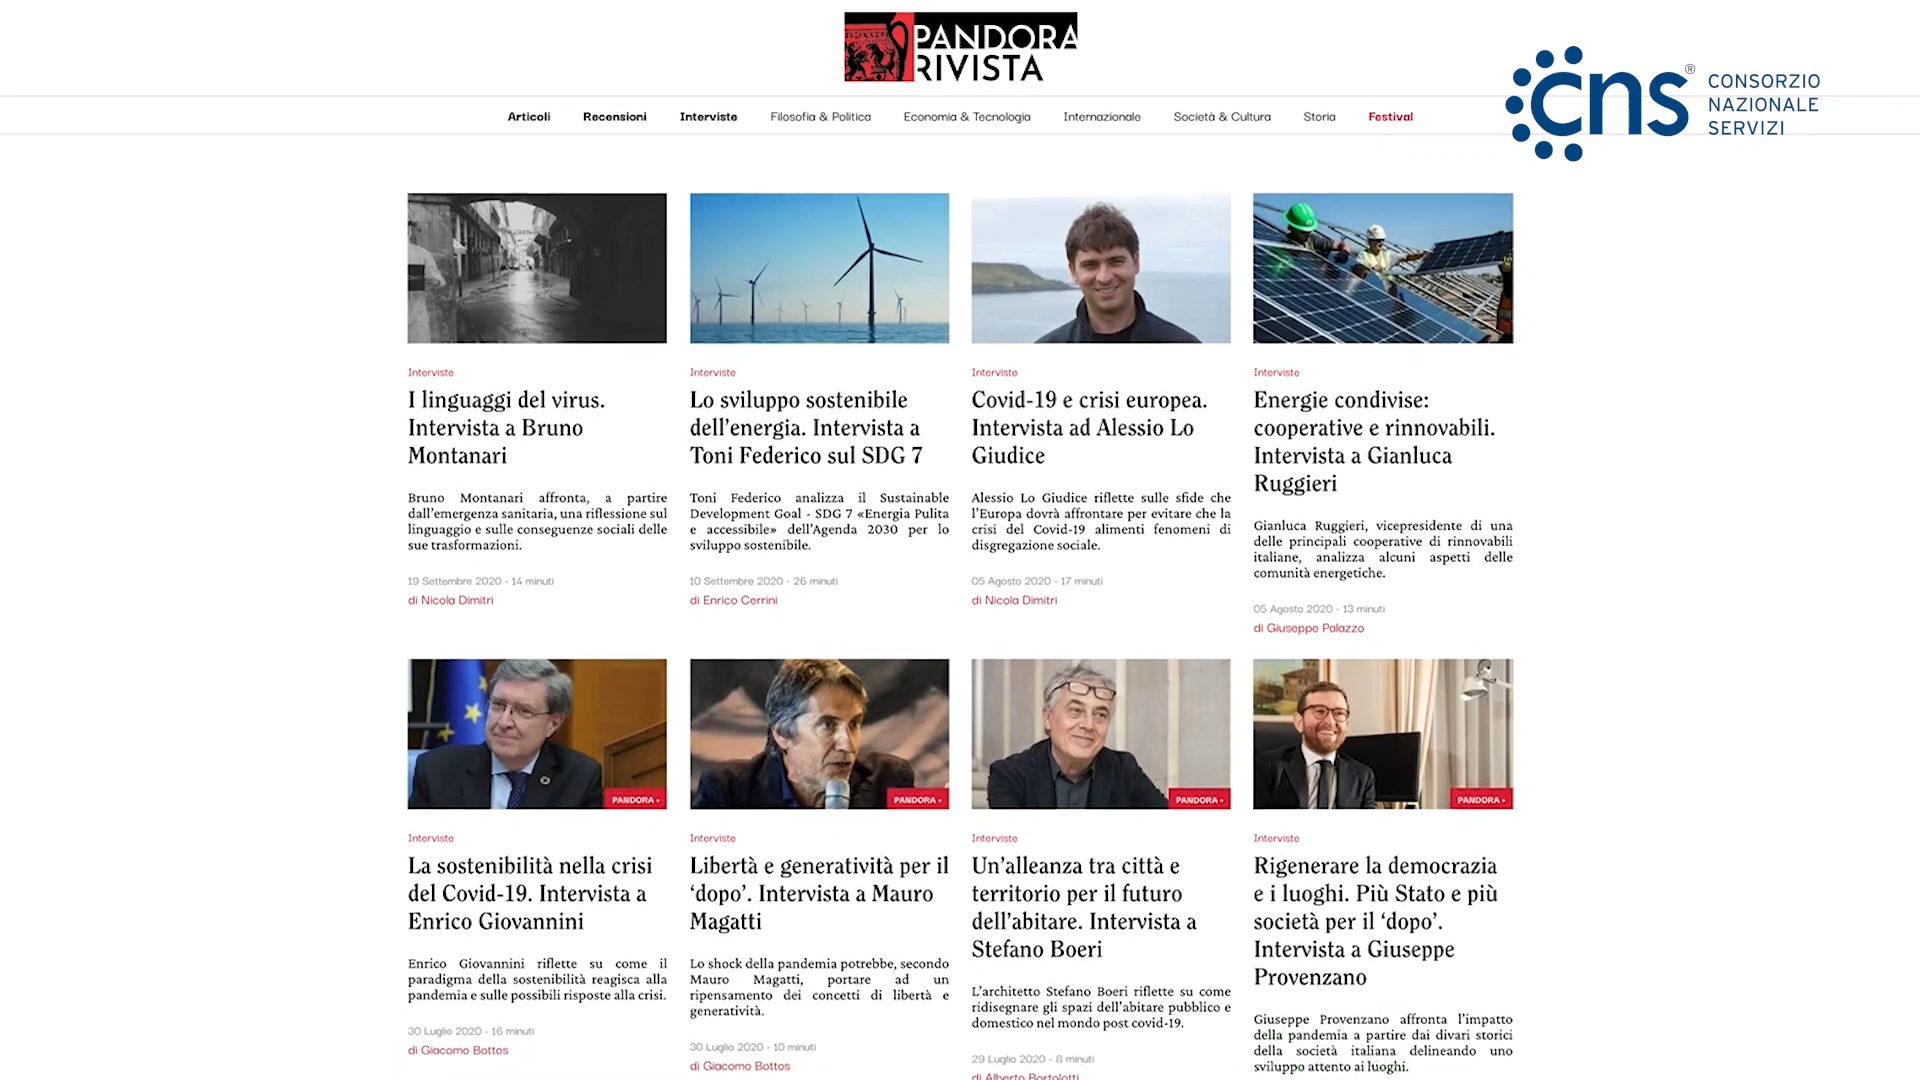 PANDORA
RIVISTA
cns®
CONSORZIO
NAZIONALE
SERVIZI
Articoli Recensioni Interviste Filosofia & Politica Economia & Tecnologia Internazionale Società & Cultura Storia Festival
Interviste
I linguaggi del virus.
Intervista a Bruno
Montanari
Bruno Montanari affronta, a partire
dall'emergenza sanitaria, una riflessione sul
linguaggio e sulle conseguenze sociali delle
sue trasformazioni.
19 Settembre 2020 - 14 minuti
di Nicola Dimitri
Interviste
Lo sviluppo sostenibile
dell'energia. Intervista a
Toni Federico sul SDG 7
Toni Federico analizza il Sustainable
Development Goal - SDG 7 «Energia Pulita
e accessibile» dell'Agenda 2030 per lo
sviluppo sostenibile.
10 Settembre 2020 - 26 minuti
di Enrico Cerrini
Interviste
Covid-19 e crisi europea.
Intervista ad Alessio Lo
Giudice
Alessio Lo Giudice riflette sulle sfide che
l'Europa dovrà affrontare per evitare che la
crisi del Covid-19 alimenti fenomeni di
disgregazione sociale.
05 Agosto 2020 - 17 minuti
di Nicola Dimitri
Interviste
Energie condivise:
cooperative e rinnovabili.
Intervista a Gianluca
Ruggieri
Gianluca Ruggieri, vicepresidente di una
delle principali cooperative di rinnovabili
italiane, analizza alcuni aspetti delle
comunità energetiche.
05 Agosto 2020 - 13 minuti
di Giuseppe Palazzo
PANDORA +
Interviste
La sostenibilità nella crisi
del Covid-19. Intervista a
Enrico Giovannini
Enrico Giovannini riflette su come il
paradigma della sostenibilità reagisca alla
pandemia e sulle possibili risposte alla crisi.
30 Luglio 2020 - 16 minuti
di Giacomo Bottos
PANDORA +
Interviste
Libertà e generatività per il
'dopo'. Intervista a Mauro
Magatti
Lo shock della pandemia potrebbe, secondo
Mauro Magatti, portare ad un
ripensamento dei concetti di libertà e
generatività.
30 Luglio 2020 - 10 minuti
di Giacomo Bottos
PANDORA +
Interviste
Un'alleanza tra città e
territorio per il futuro
dell'abitare. Intervista a
Stefano Boeri
L'architetto Stefano Boeri riflette su come
ridisegnare gli spazi dell'abitare pubblico e
domestico nel mondo post covid-19.
29 Luglio 2020 - 8 minuti
di Alberto Bortolotti
PANDORA +
Interviste
Rigenerare la democrazia
e i luoghi. Più Stato e più
società per il 'dopo'.
Intervista a Giuseppe
Provenzano
Giuseppe Provenzano affronta l'impatto
della pandemia a partire dai divari storici
della società italiana delineando uno
sviluppo attento ai luoghi.